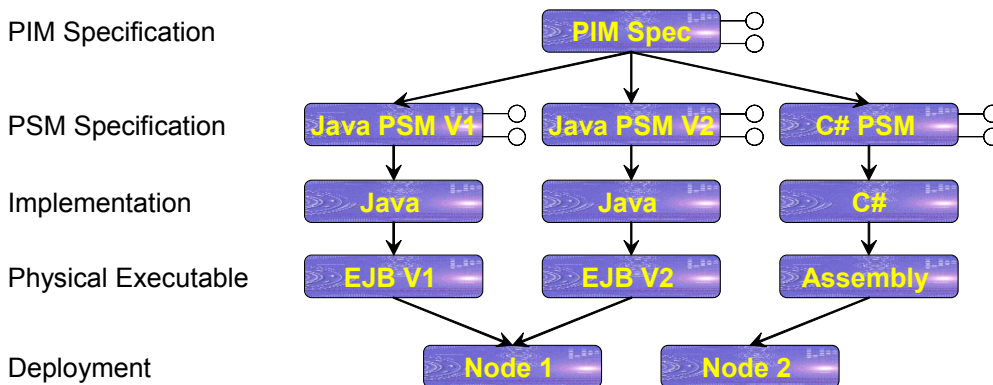 PIM Specification
PIM Spec
PSM Specification
Java PSM V1
Java PSM V2
C# PSM
Implementation
Java
Java
C#
Physical Executable
EJB V1
EJB V2
Assembly
Deployment
Node 1
Node 2